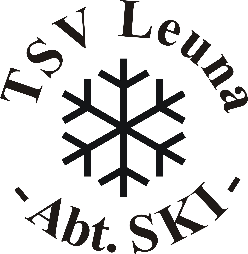 TSV Leuna
- Abt. SKI -